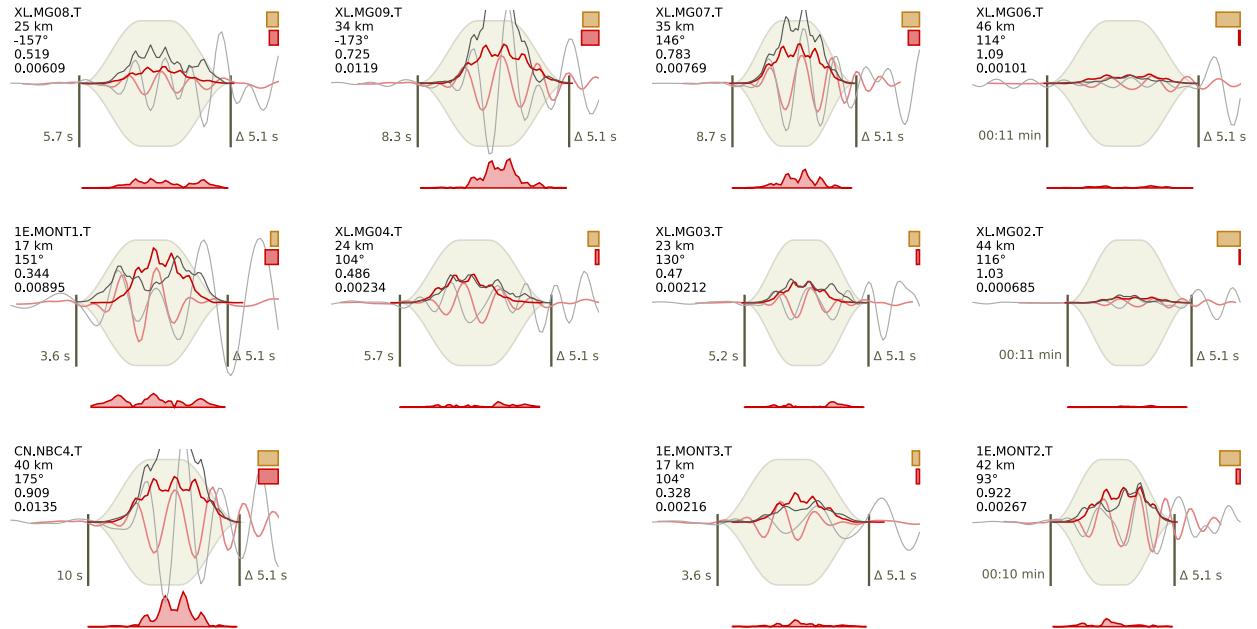 XL.MG08.T
25 km
-157°
0.519
0.00609
5.7 s
Δ 5.1 s
XL.MG09.T
34 km
-173°
0.725
0.0119
8.3 s
Δ 5.1 s
XL.MG07.T
35 km
146°
0.783
0.00769
8.7 s
Δ 5.1 s
XL.MG06.T
46 km
114°
1.09
0.00101
00:11 min
Δ 5.1 s
1E.MONT1.T
17 km
151°
0.344
0.00895
3.6 s
Δ 5.1 s
XL.MG04.T
24 km
104°
0.486
0.00234
5.7 s
Δ 5.1 s
XL.MG03.T
23 km
130°
0.47
0.00212
5.2 s
Δ 5.1 s
XL.MG02.T
44 km
116°
1.03
0.000685
00:11 min
Δ 5.1 s
CN.NBC4.T
40 km
175°
0.909
0.0135
10 s
Δ 5.1 s
1E.MONT3.T
17 km
104°
0.328
0.00216
3.6 s
Δ 5.1 s
1E.MONT2.T
42 km
93°
0.922
0.00267
00:10 min
Δ 5.1 s